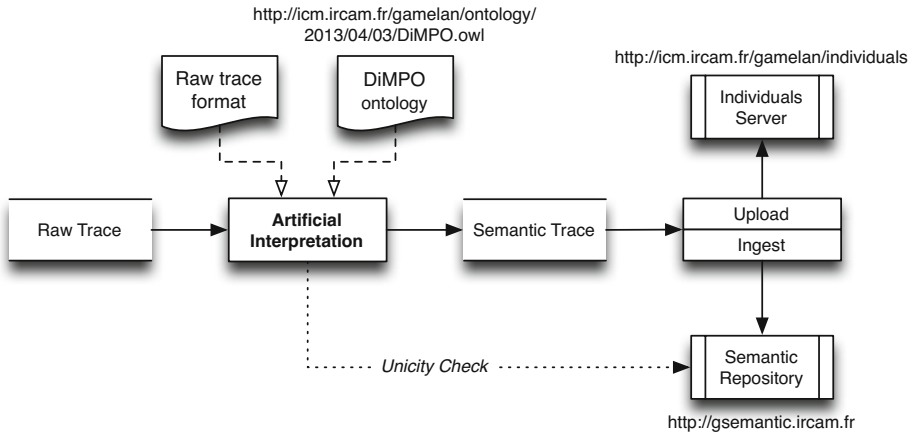 http://icm.ircam.fr/gamelan/ontology/
2013/04/03/DiMPO.owl
http://icm.ircam.fr/gamelan/individuals
Raw trace
format
DiMPO
ontology
Individuals
Server
Raw Trace
Artificial
Interpretation
Semantic Trace
Upload
Ingest
Unicity Check
Semantic
Repository
http://gsemantic.ircam.fr